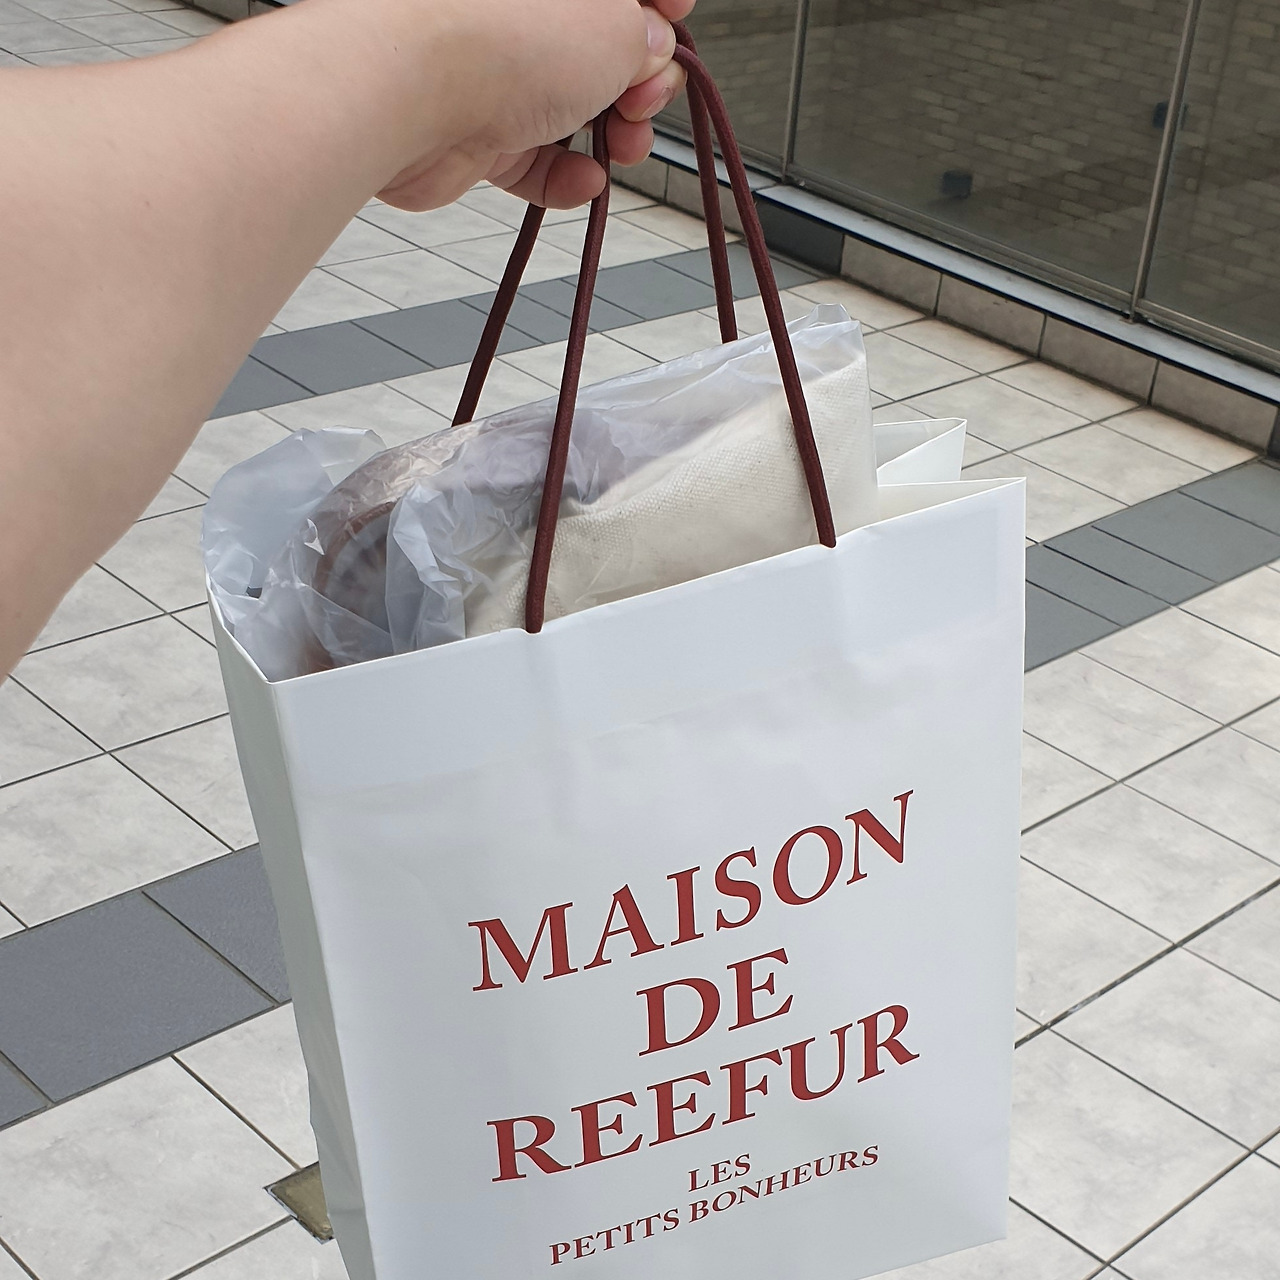 MAISON
DE
REEFUR
LES
PETITS BONHEURS